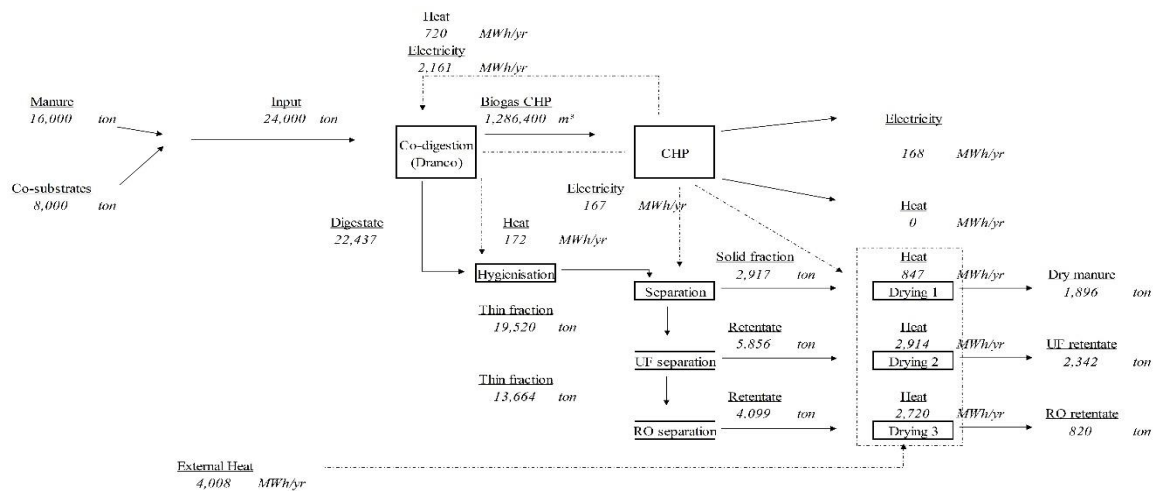 Heat
720 MWh/yr
Electricity
2,161 MWh/yr
Manure
16,000 ton
Input
24,000 ton
Biogas CHP
1,286,400 m³
Co-digestion
(Dranco)
CHP
Electricity
168 MWh/yr
Co-substrates
8,000 ton
Electricity
167 MWh/yr
Heat
0 MWh/yr
Digestate
22,437
Heat
172 MWh/yr
Hygienisation
Separation
Solid fraction
2,917 ton
Heat
847 MWh/yr
Drying 1
Dry manure
1,896 ton
Thin fraction
19,520 ton
UF separation
Retentate
5,856 ton
Heat
2,914 MWh/yr
Drying 2
UF retentate
2,342 ton
Thin fraction
13,664 ton
RO separation
Retentate
4,099 ton
Heat
2,720 MWh/yr
Drying 3
RO retentate
820 ton
External Heat
4,008 MWh/yr